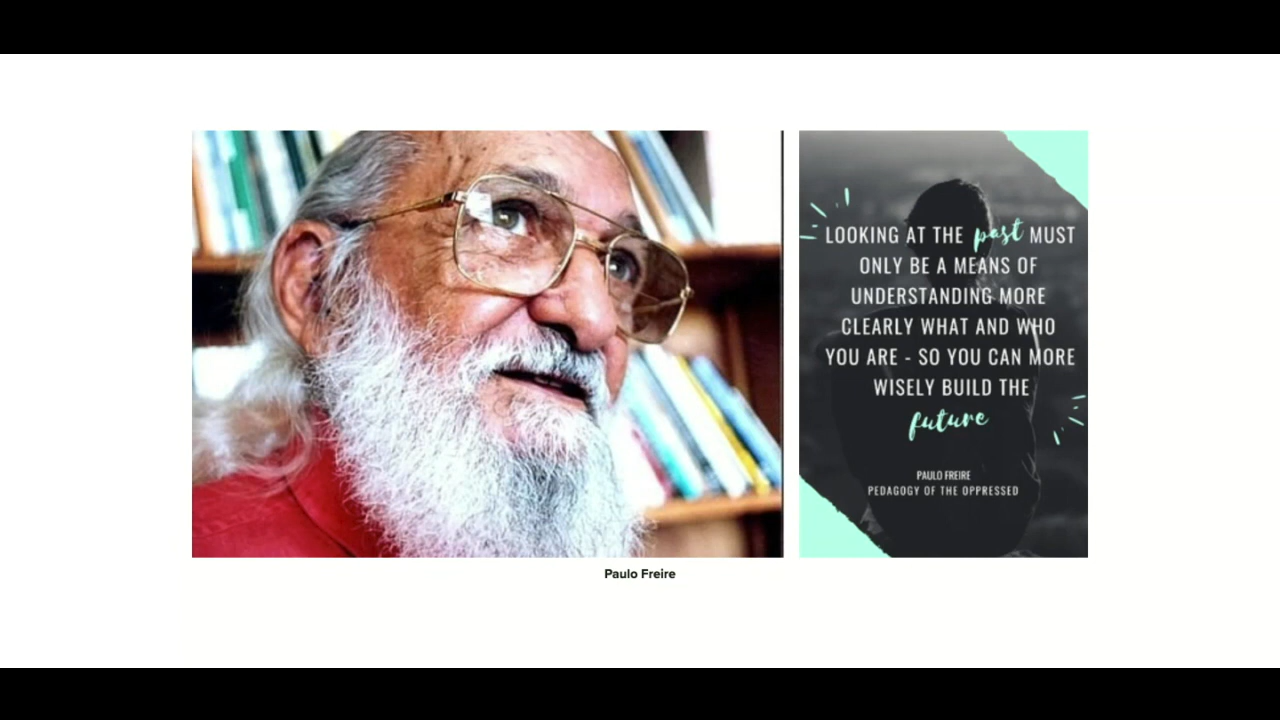 LOOKING AT THE past MUST
ONLY BE A MEANS OF
UNDERSTANDING MORE
CLEARLY WHAT AND WHO
YOU ARE - SO YOU CAN MORE
WISELY BUILD THE
future
PAULO FREIRE
PEDAGOGY OF THE OPPRESSED
Paulo Freire